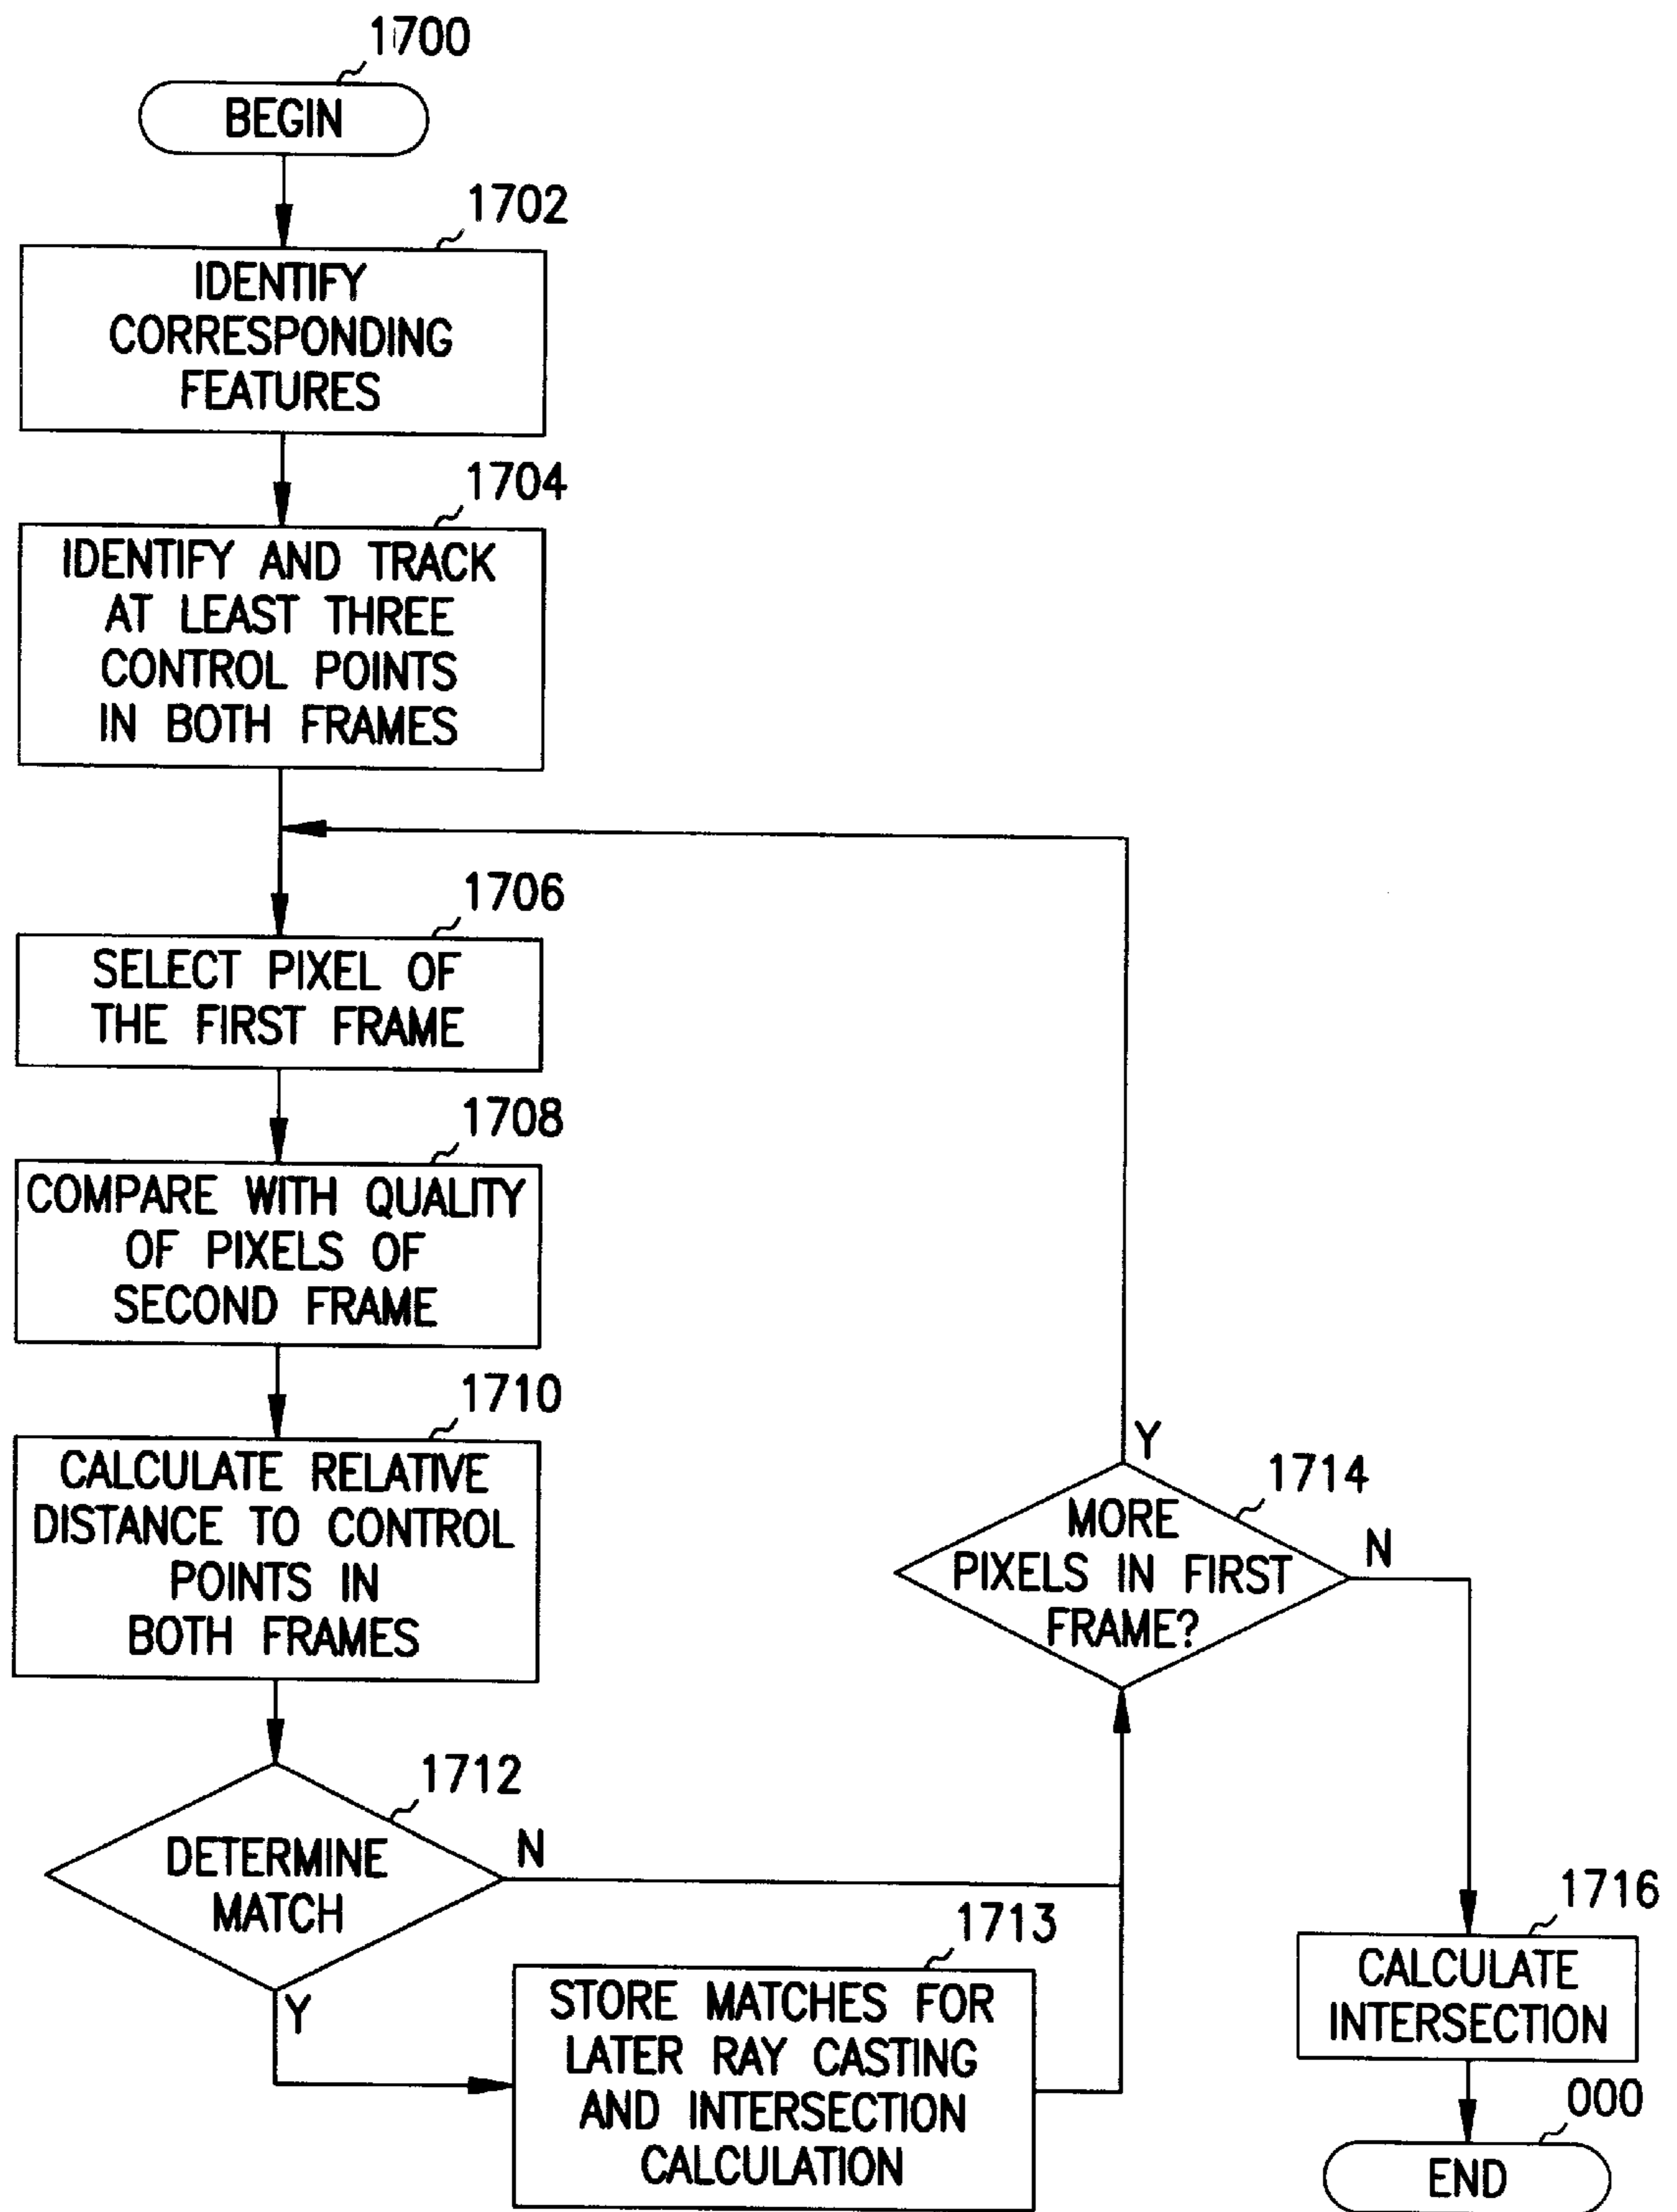 1700
BEGIN
1702
IDENTIFY
CORRESPONDING
FEATURES
1704
IDENTIFY AND TRACK
AT LEAST THREE
CONTROL POINTS
IN BOTH FRAMES
1706
SELECT PIXEL OF
THE FIRST FRAME
1708
COMPARE WITH QUALITY
OF PIXELS OF
SECOND FRAME
1710
CALCULATE RELATIVE
DISTANCE TO CONTROL
POINTS IN
BOTH FRAMES
1712
DETERMINE
MATCH
N
Y
1713
STORE MATCHES FOR
LATER RAY CASTING
AND INTERSECTION
CALCULATION
Y
1714
MORE
PIXELS IN FIRST
FRAME?
N
1716
CALCULATE
INTERSECTION
000
END